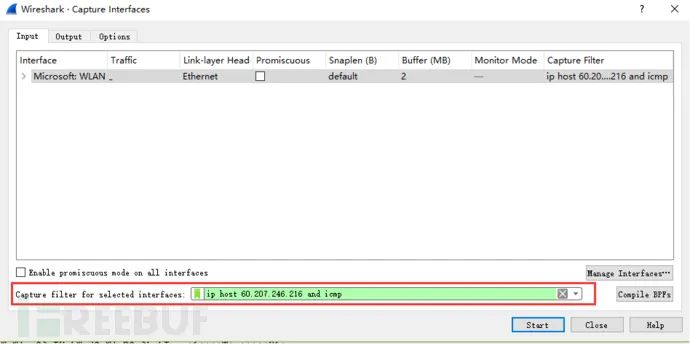 Wireshark · Capture Interfaces
Input Output Options
Interface Traffic Link-layer Head Promiscuous Snaplen (B) Buffer (MB) Monitor Mode Capture Filter
Microsoft: WLAN _ Ethernet default 2 — ip host 60.20....216 and icmp
Enable promiscuous mode on all interfaces
Manage Interfaces…
Capture filter for selected interfaces: ip host 60.207.246.216 and icmp
Compile BPFs
FREEBUF
Start Close Help